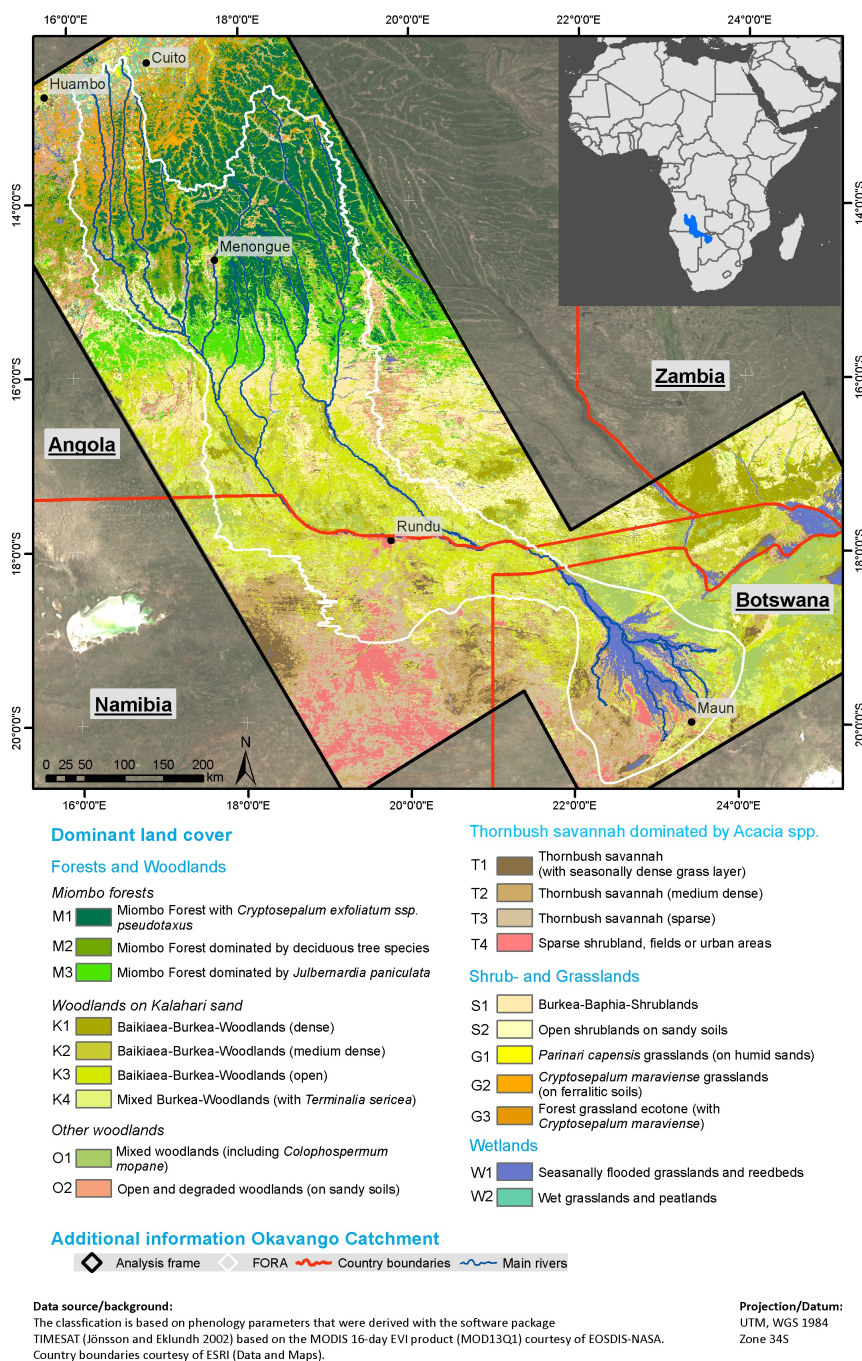 16°0'0"E 18°0'0"E 20°0'0"E 22°0'0"E 24°0'0"E
Cuito
Huambo
14°0'0"S 14°0'0"S
Menongue
16°0'0"S 16°0'0"S
Zambia
Angola
Rundu
18°0'0"S 18°0'0"S
Botswana
Namibia
Maun
20°0'0"S 20°0'0"S
N
0 25 50 100 150 200
km
16°0'0"E 18°0'0"E 20°0'0"E 22°0'0"E 24°0'0"E
Dominant land cover
Forests and Woodlands
Miombo forests
M1 Miombo Forest with Cryptosepalum exfoliatum ssp.
pseudotaxus
M2 Miombo Forest dominated by deciduous tree species
M3 Miombo Forest dominated by Julbernardia paniculata
Woodlands on Kalahari sand
K1 Baikiaea-Burkea-Woodlands (dense)
K2 Baikiaea-Burkea-Woodlands (medium dense)
K3 Baikiaea-Burkea-Woodlands (open)
K4 Mixed Burkea-Woodlands (with Terminalia sericea)
Other woodlands
O1 Mixed woodlands (including Colophospermum
mopane)
O2 Open and degraded woodlands (on sandy soils)
Thornbush savannah dominated by Acacia spp.
T1 Thornbush savannah
(with seasonally dense grass layer)
T2 Thornbush savannah (medium dense)
T3 Thornbush savannah (sparse)
T4 Sparse shrubland, fields or urban areas
Shrub- and Grasslands
S1 Burkea-Baphia-Shrublands
S2 Open shrublands on sandy soils
G1 Parinari capensis grasslands (on humid sands)
G2 Cryptosepalum maraviense grasslands
(on ferralitic soils)
G3 Forest grassland ecotone (with
Cryptosepalum maraviense)
Wetlands
W1 Seasanally flooded grasslands and reedbeds
W2 Wet grasslands and peatlands
Additional information Okavango Catchment
Analysis frame FORA Country boundaries Main rivers
Data source/background:
The classfication is based on phenology parameters that were derived with the software package
TIMESAT (Jönsson and Eklundh 2002) based on the MODIS 16-day EVI product (MOD13Q1) courtesy of EOSDIS-NASA.
Country boundaries courtesy of ESRI (Data and Maps).
Projection/Datum:
UTM, WGS 1984
Zone 34S